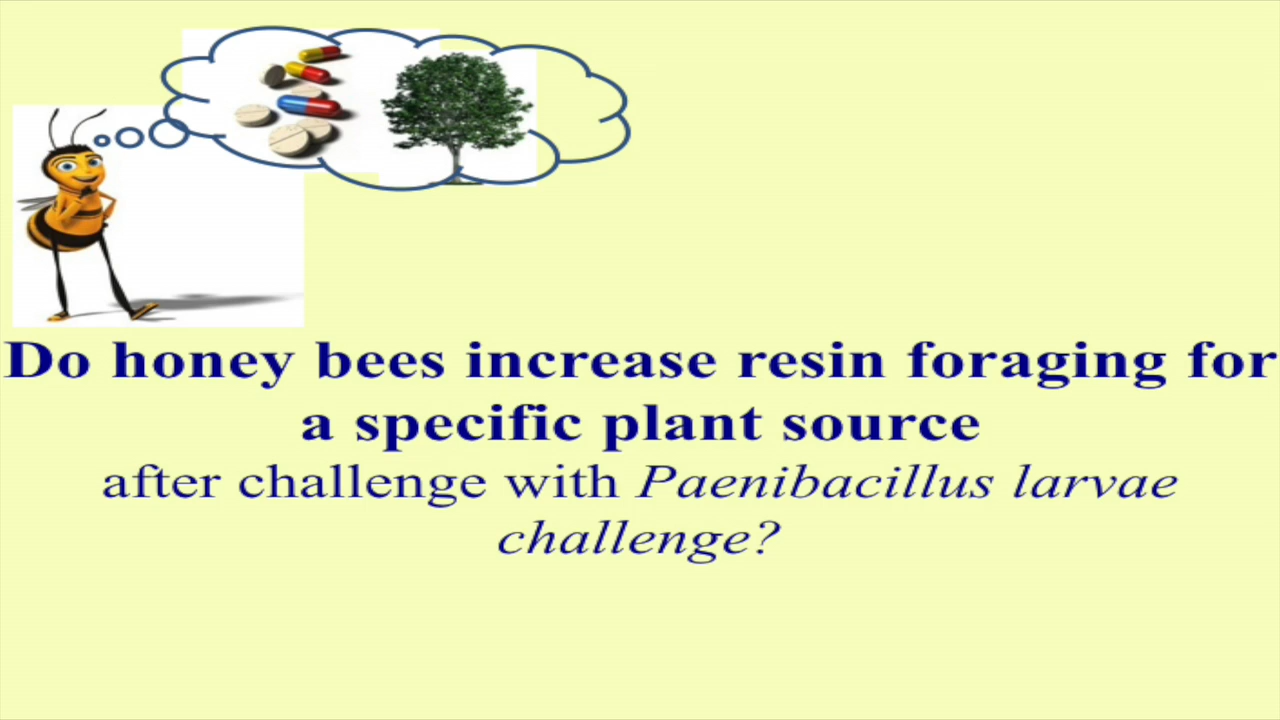 Do honey bees increase resin foraging for
a specific plant source
after challenge with Paenibacillus larvae
challenge?